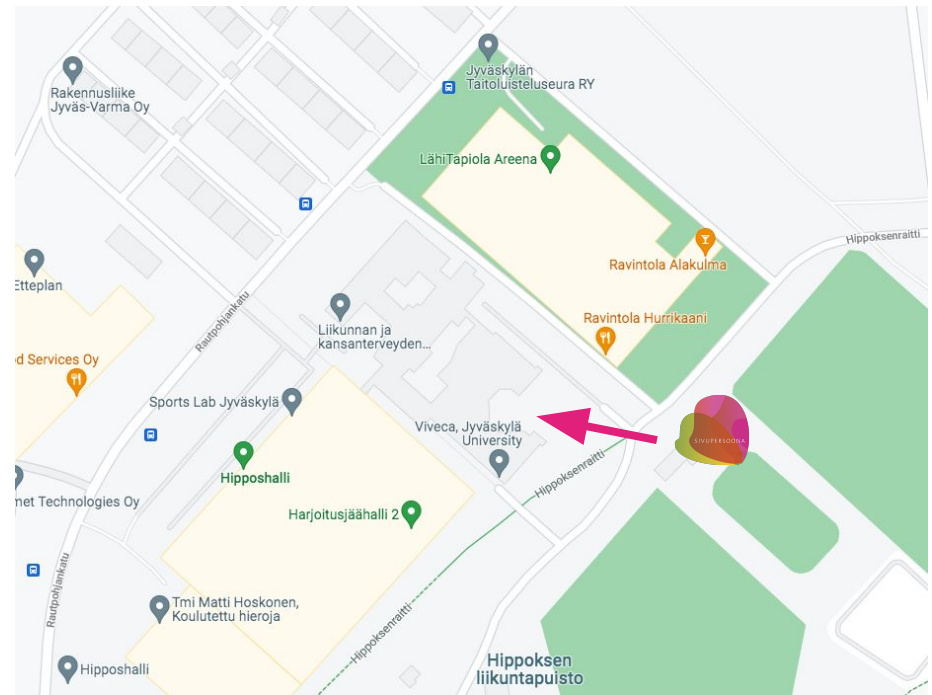 Jyväskylän
Taitoluisteluseura RY
Rakennusliike
Jyväs-Varma Oy
LähiTapiola Areena
Hippoksenraitti
Ravintola Alakulma
Etteplan
Rautpohjankatu
Ravintola Hurrikaani
Liikunnan ja
kansanterveyden...
d Services Oy
Sports Lab Jyväskylä
Viveca, Jyväskylä
University
SIVUPERSOONA
Hipposhalli
Hippoksenraitti
met Technologies Oy
Harjoitusjäähalli 2
Rautpohjankatu
Tmi Matti Hoskonen,
Koulutettu hieroja
Hippoksenraitti
Hipposhalli
Hippoksen
liikuntapuisto